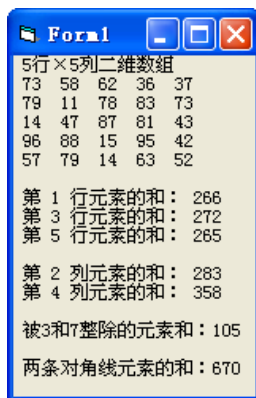 Form1
5行×5列二维数组
73 58 62 36 37
79 11 78 83 73
14 47 87 81 43
96 88 15 95 42
57 79 14 63 52
第 1 行元素的和： 266
第 3 行元素的和： 272
第 5 行元素的和： 265
第 2 列元素的和： 283
第 4 列元素的和： 358
被3和7整除的元素和：105
两条对角线元素的和：670